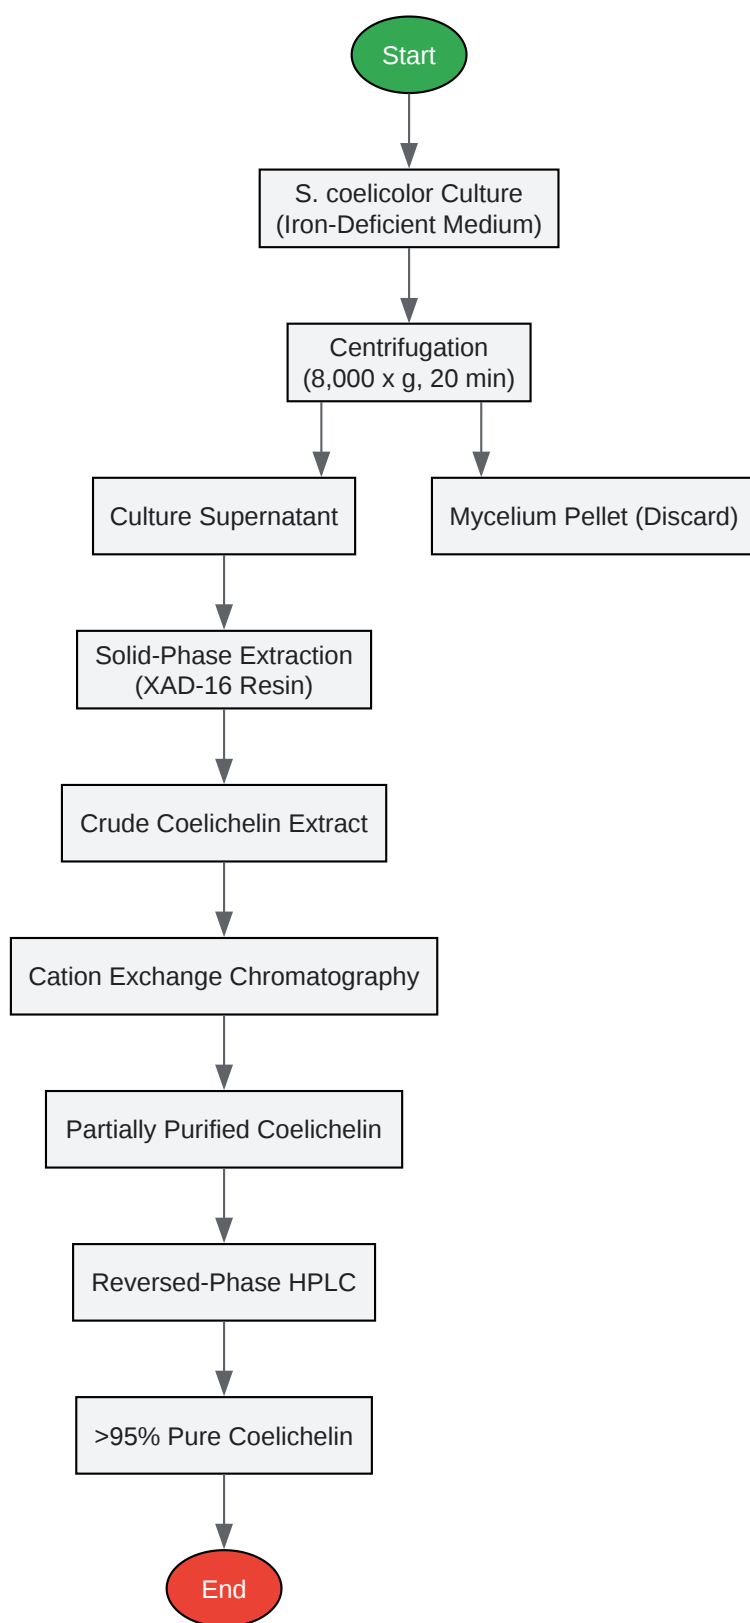 Start
S. coelicolor Culture
(Iron-Deficient Medium)
Centrifugation
(8,000 x g, 20 min)
Culture Supernatant
Mycelium Pellet (Discard)
Solid-Phase Extraction
(XAD-16 Resin)
Crude Coelichelin Extract
Cation Exchange Chromatography
Partially Purified Coelichelin
Reversed-Phase HPLC
>95% Pure Coelichelin
End